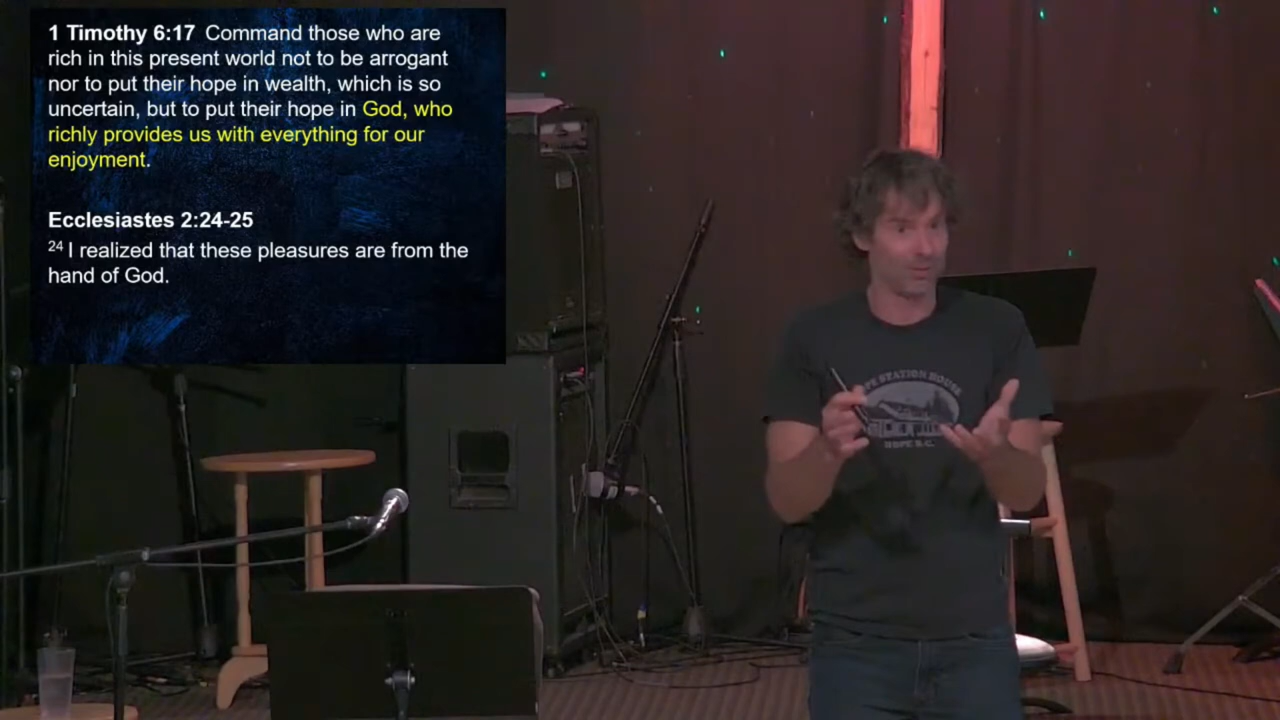 1 Timothy 6:17 Command those who are
rich in this present world not to be arrogant
nor to put their hope in wealth, which is so
uncertain, but to put their hope in God, who
richly provides us with everything for our
enjoyment.
Ecclesiastes 2:24-25
24 I realized that these pleasures are from the
hand of God.
STATION HOUSE
HOPE B.C.